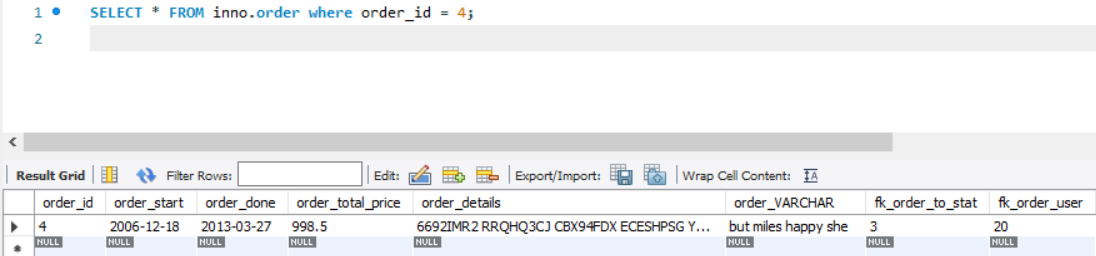 1 SELECT * FROM inno.order where order_id = 4;
2
Result Grid Filter Rows: Edit: Export/Import: Wrap Cell Content:
order_id order_start order_done order_total_price order_details order_VARCHAR fk_order_to_stat fk_order_user
4 2006-12-18 2013-03-27 998.5 6692IMR2 RRQHQ3CJ CBX94FDX ECESHPSG Y... but miles happy she 3 20
NULL NULL NULL NULL NULL NULL NULL NULL